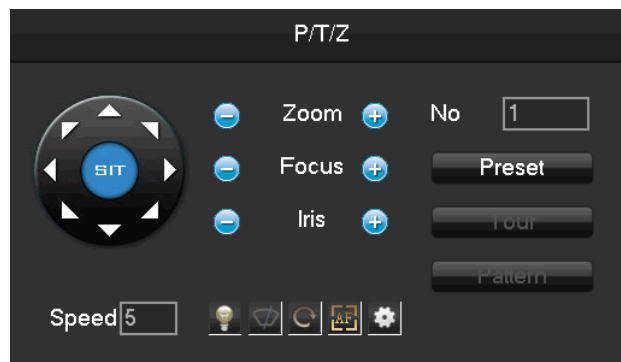 P/T/Z
Zoom No 1
SIT Focus Preset
Iris Tour
Pattern
Speed 5 AF